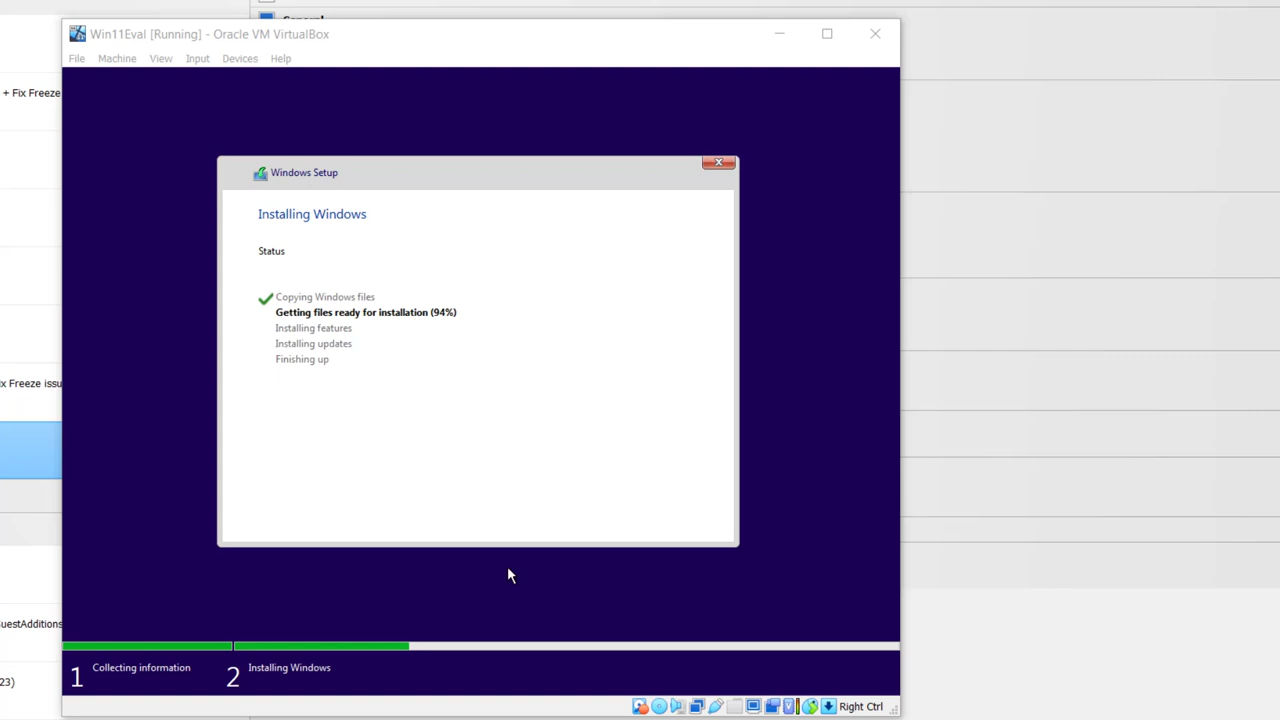 General
Win11Eval [Running] - Oracle VM VirtualBox
File Machine View Input Devices Help
+ Fix Freeze
Windows Setup
Installing Windows
Status
Copying Windows files
Getting files ready for installation (94%)
Installing features
Installing updates
Finishing up
ix Freeze issu
uestAdditions
1 Collecting information 2 Installing Windows
23)
Right Ctrl